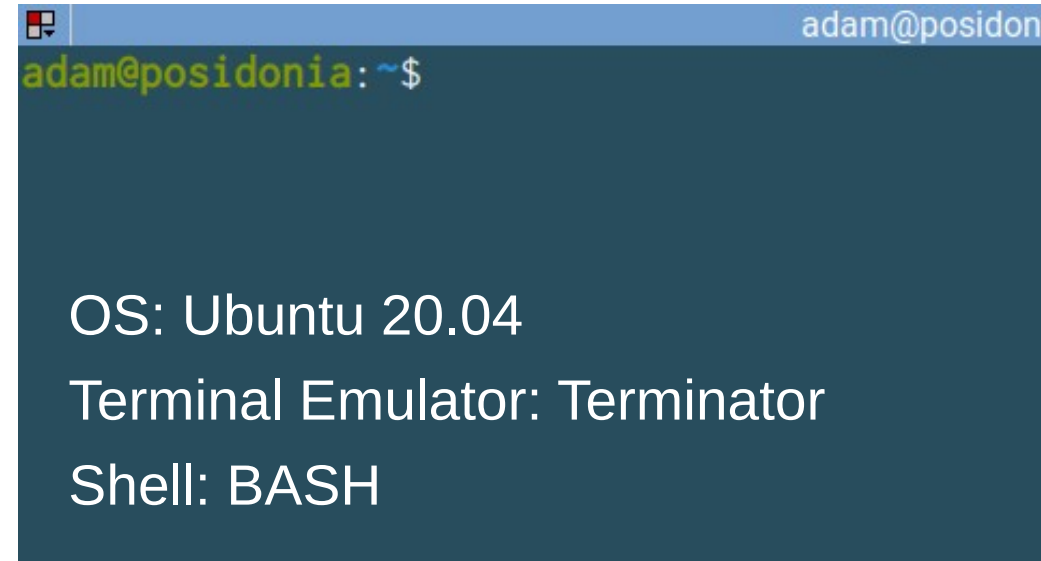 adam@posidon
adam@posidonia:~$
OS: Ubuntu 20.04
Terminal Emulator: Terminator
Shell: BASH